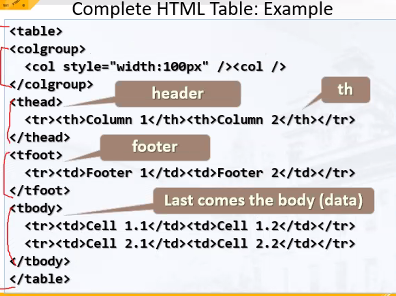 Complete HTML Table: Example
<table>
<colgroup>
<col style="width:100px" /><col />
</colgroup>
header
th
<thead>
<tr><th>Column 1</th><th>Column 2</th></tr>
</thead>
footer
<tfoot>
<tr><td>Footer 1</td><td>Footer 2</td></tr>
</tfoot>
Last comes the body (data)
<tbody>
<tr><td>Cell 1.1</td><td>Cell 1.2</td></tr>
<tr><td>Cell 2.1</td><td>Cell 2.2</td></tr>
</tbody>
</table>